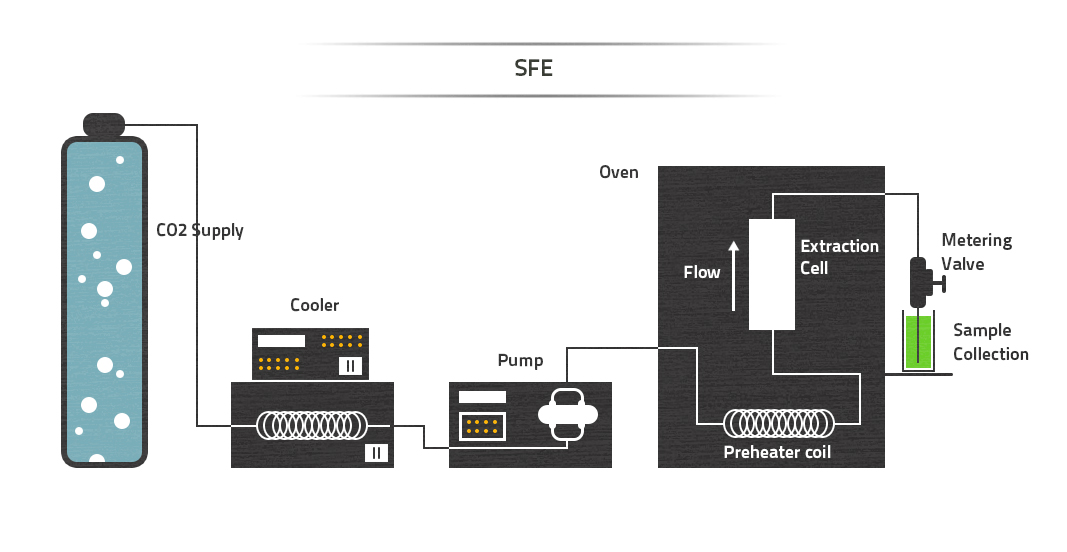 SFE
CO2 Supply
Cooler
Pump
Oven
Flow
Extraction
Cell
Preheater coil
Metering
Valve
Sample
Collection